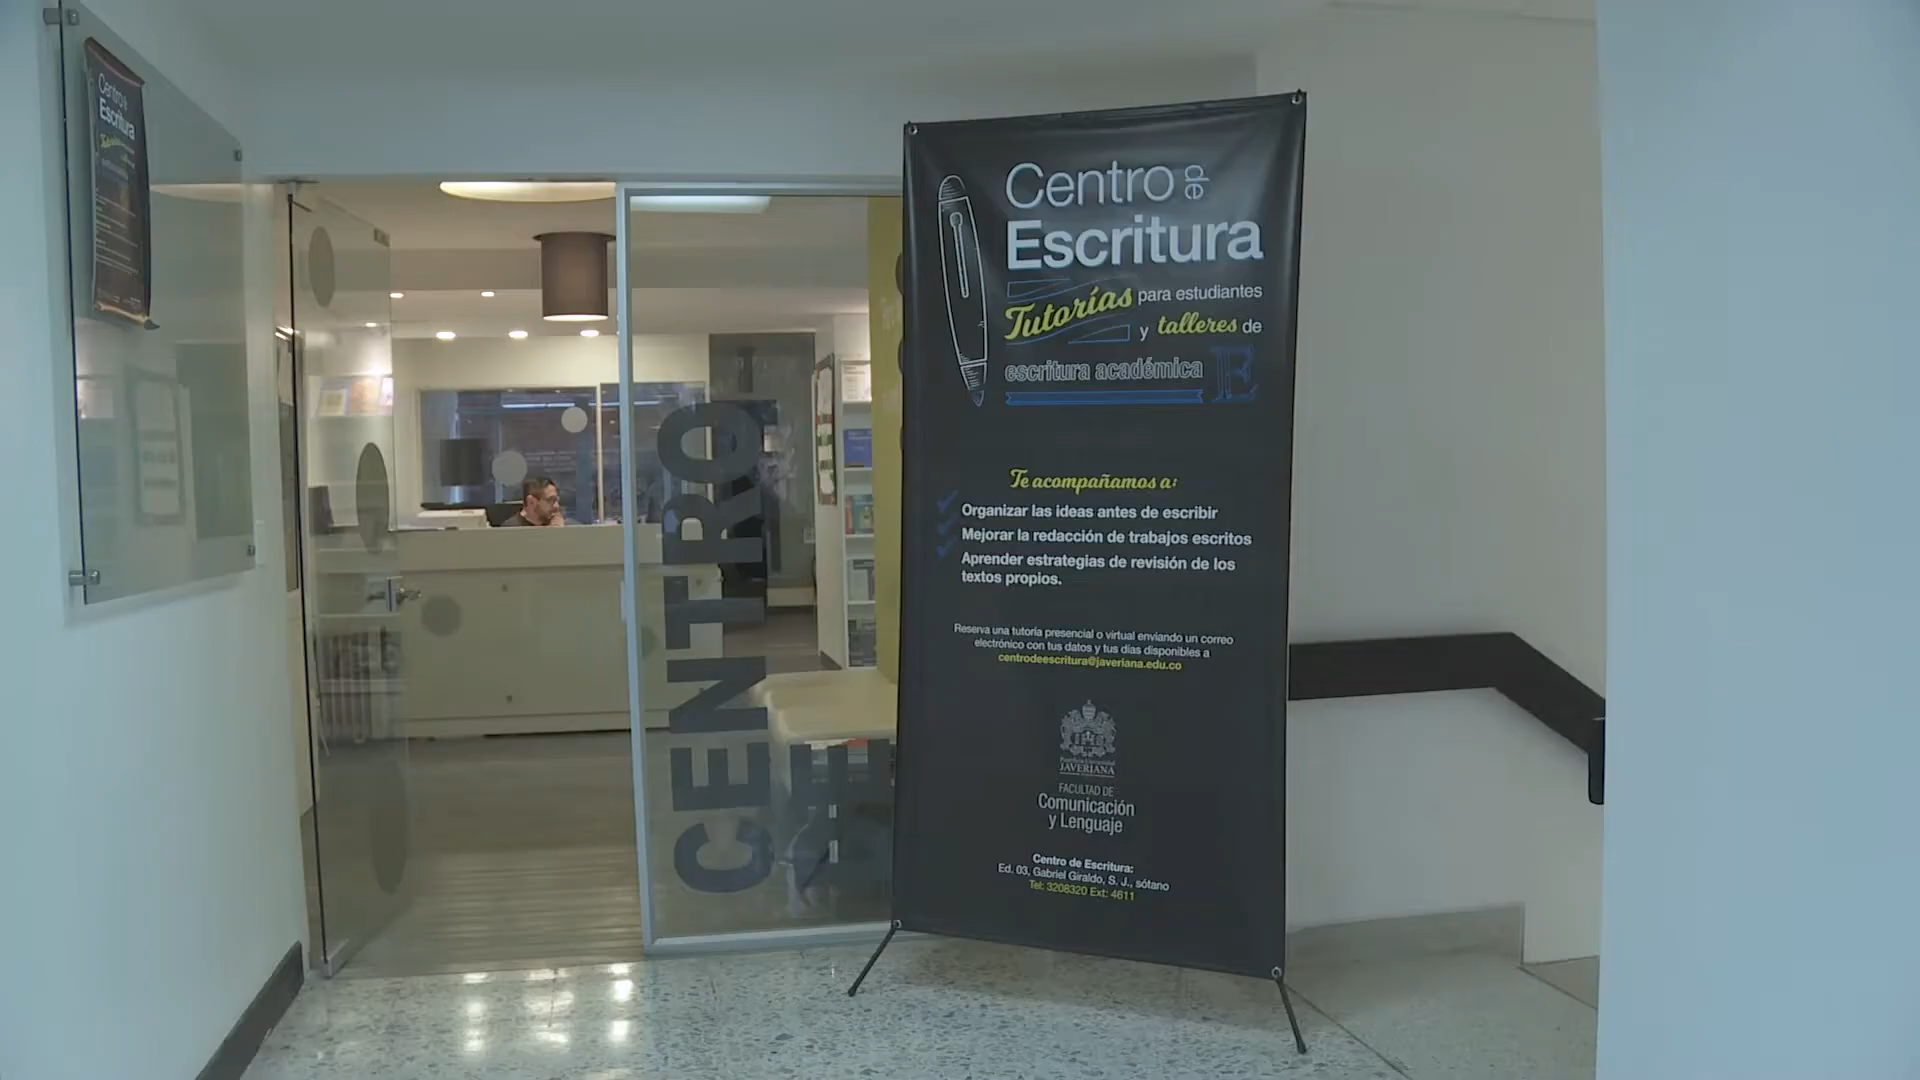 Centro de
Escritura
Tutorías
Centro de
Escritura
Tutorías para estudiantes
y talleres de
escritura académica E
Te acompañamos a:
Organizar las ideas antes de escribir
Mejorar la redacción de trabajos escritos
Aprender estrategias de revisión de los
textos propios.
Reserva una tutoría presencial o virtual enviando un correo
electrónico con tus datos y tus días disponibles a
centrodeescritura@javeriana.edu.co
Pontificia Universidad
JAVERIANA
FACULTAD DE
Comunicación
y Lenguaje
Centro de Escritura:
Ed. 03, Gabriel Giraldo, S. J., sótano
Tel: 3208320 Ext: 4611
CENTRO